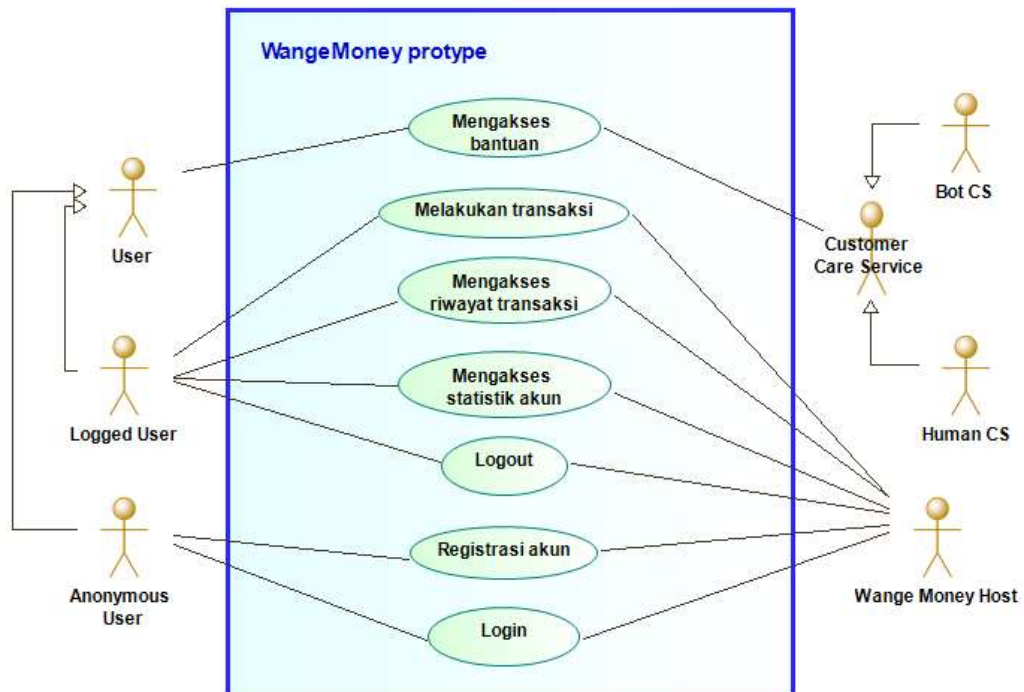 WangeMoney protype
Mengakses
bantuan
Bot CS
User
Melakukan transaksi
Customer
Care Service
Mengakses
riwayat transaksi
Logged User
Mengakses
statistik akun
Human CS
Logout
Anonymous
User
Registrasi akun
Wange Money Host
Login